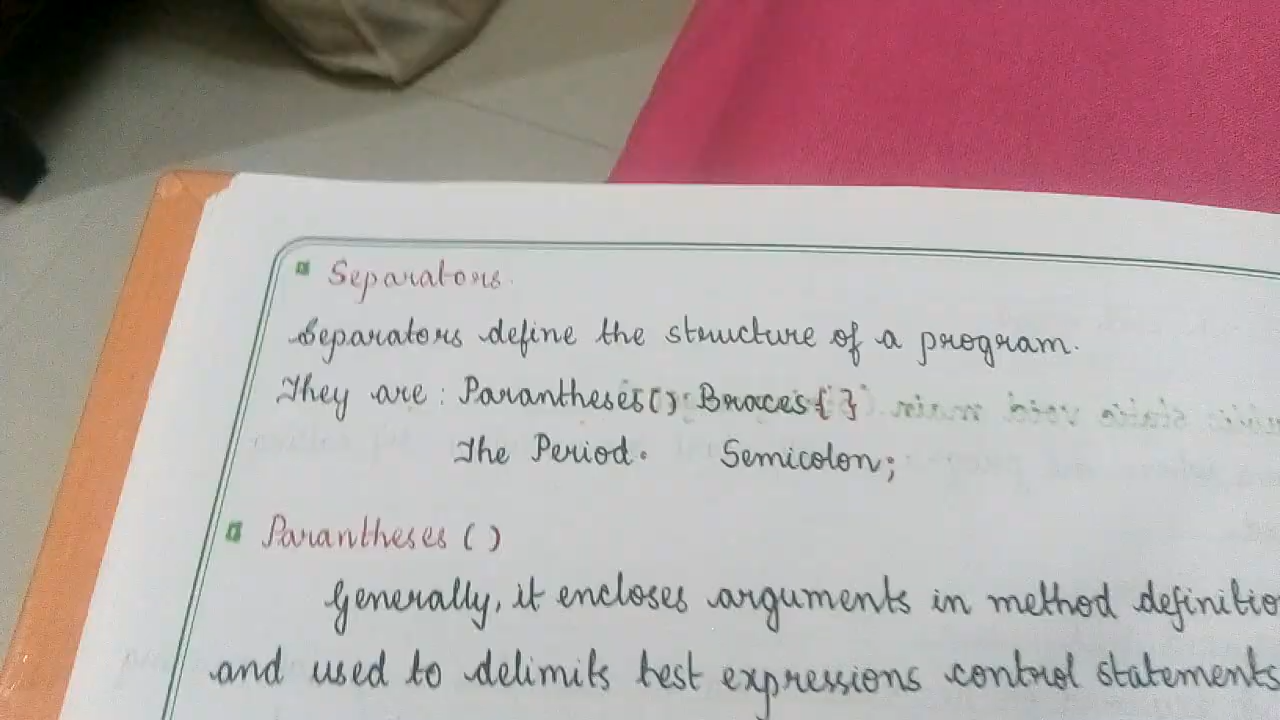 Separators.
Separators define the structure of a program.
They are : Parantheses() Braces{}
The Period. Semicolon;
Parantheses ()
Generally, it encloses arguments in method definitio
and used to delimits test expressions control statements